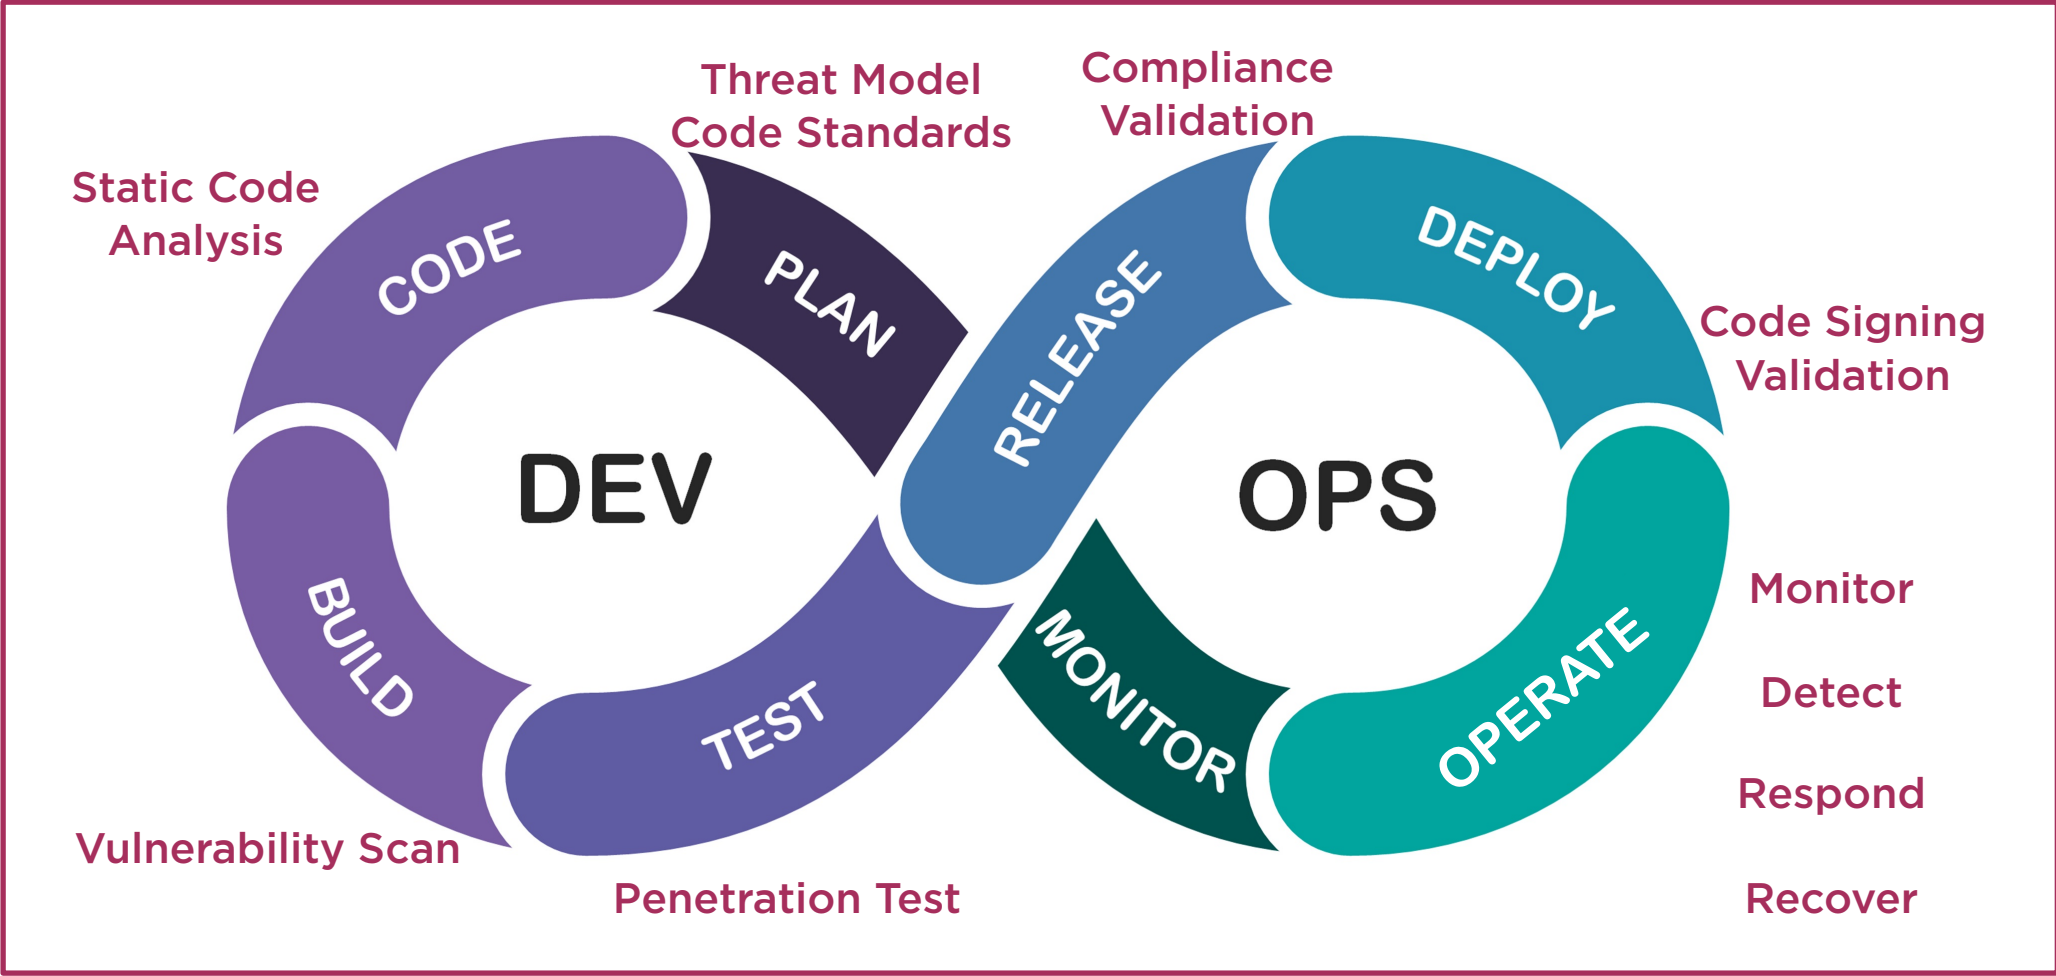 Threat Model
Code Standards
Compliance
Validation
Static Code
Analysis
CODE
PLAN
RELEASE
DEPLOY
Code Signing
Validation
DEV
OPS
BUILD
TEST
MONITOR
OPERATE
Monitor
Detect
Respond
Recover
Vulnerability Scan
Penetration Test